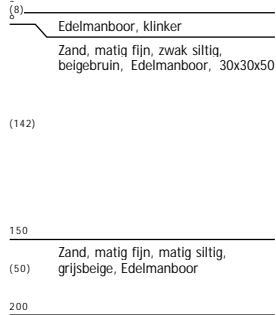 (8)
8
Edelmanboor, klinker
Zand, matig fijn, zwak siltig,
beigebruin, Edelmanboor, 30x30x50
(142)
150
Zand, matig fijn, matig siltig,
(50)
grijsbeige, Edelmanboor
200